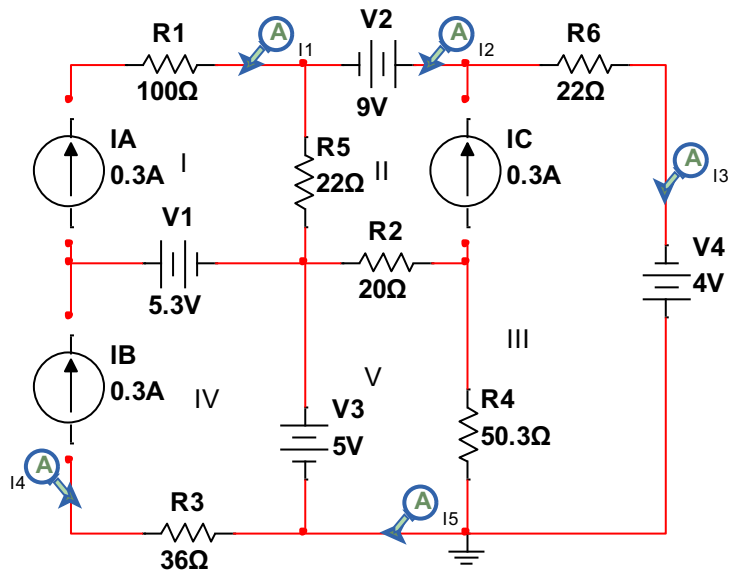 R1
100Ω
A
I1
V2
9V
A
I2
R6
22Ω
IA
0.3A
I
R5
22Ω
II
IC
0.3A
A
I3
V1
5.3V
R2
20Ω
V4
4V
IB
0.3A
IV
V
III
V3
5V
R4
50.3Ω
A
I4
R3
36Ω
A
I5